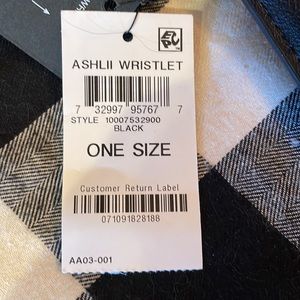 ASHLII WRISTLET
7 32997 95767 7
STYLE 10007532900
BLACK
ONE SIZE
Customer Return Label
071091828188
AA03-001